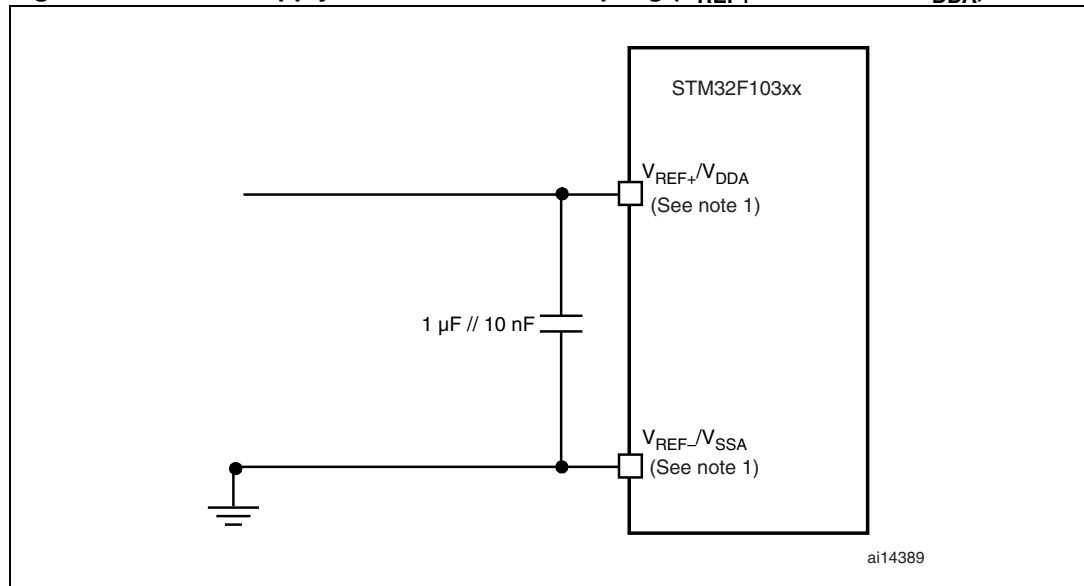 STM32F103xx
VREF+/VDDA
(See note 1)
1 µF // 10 nF
VREF–/VSSA
(See note 1)
ai14389